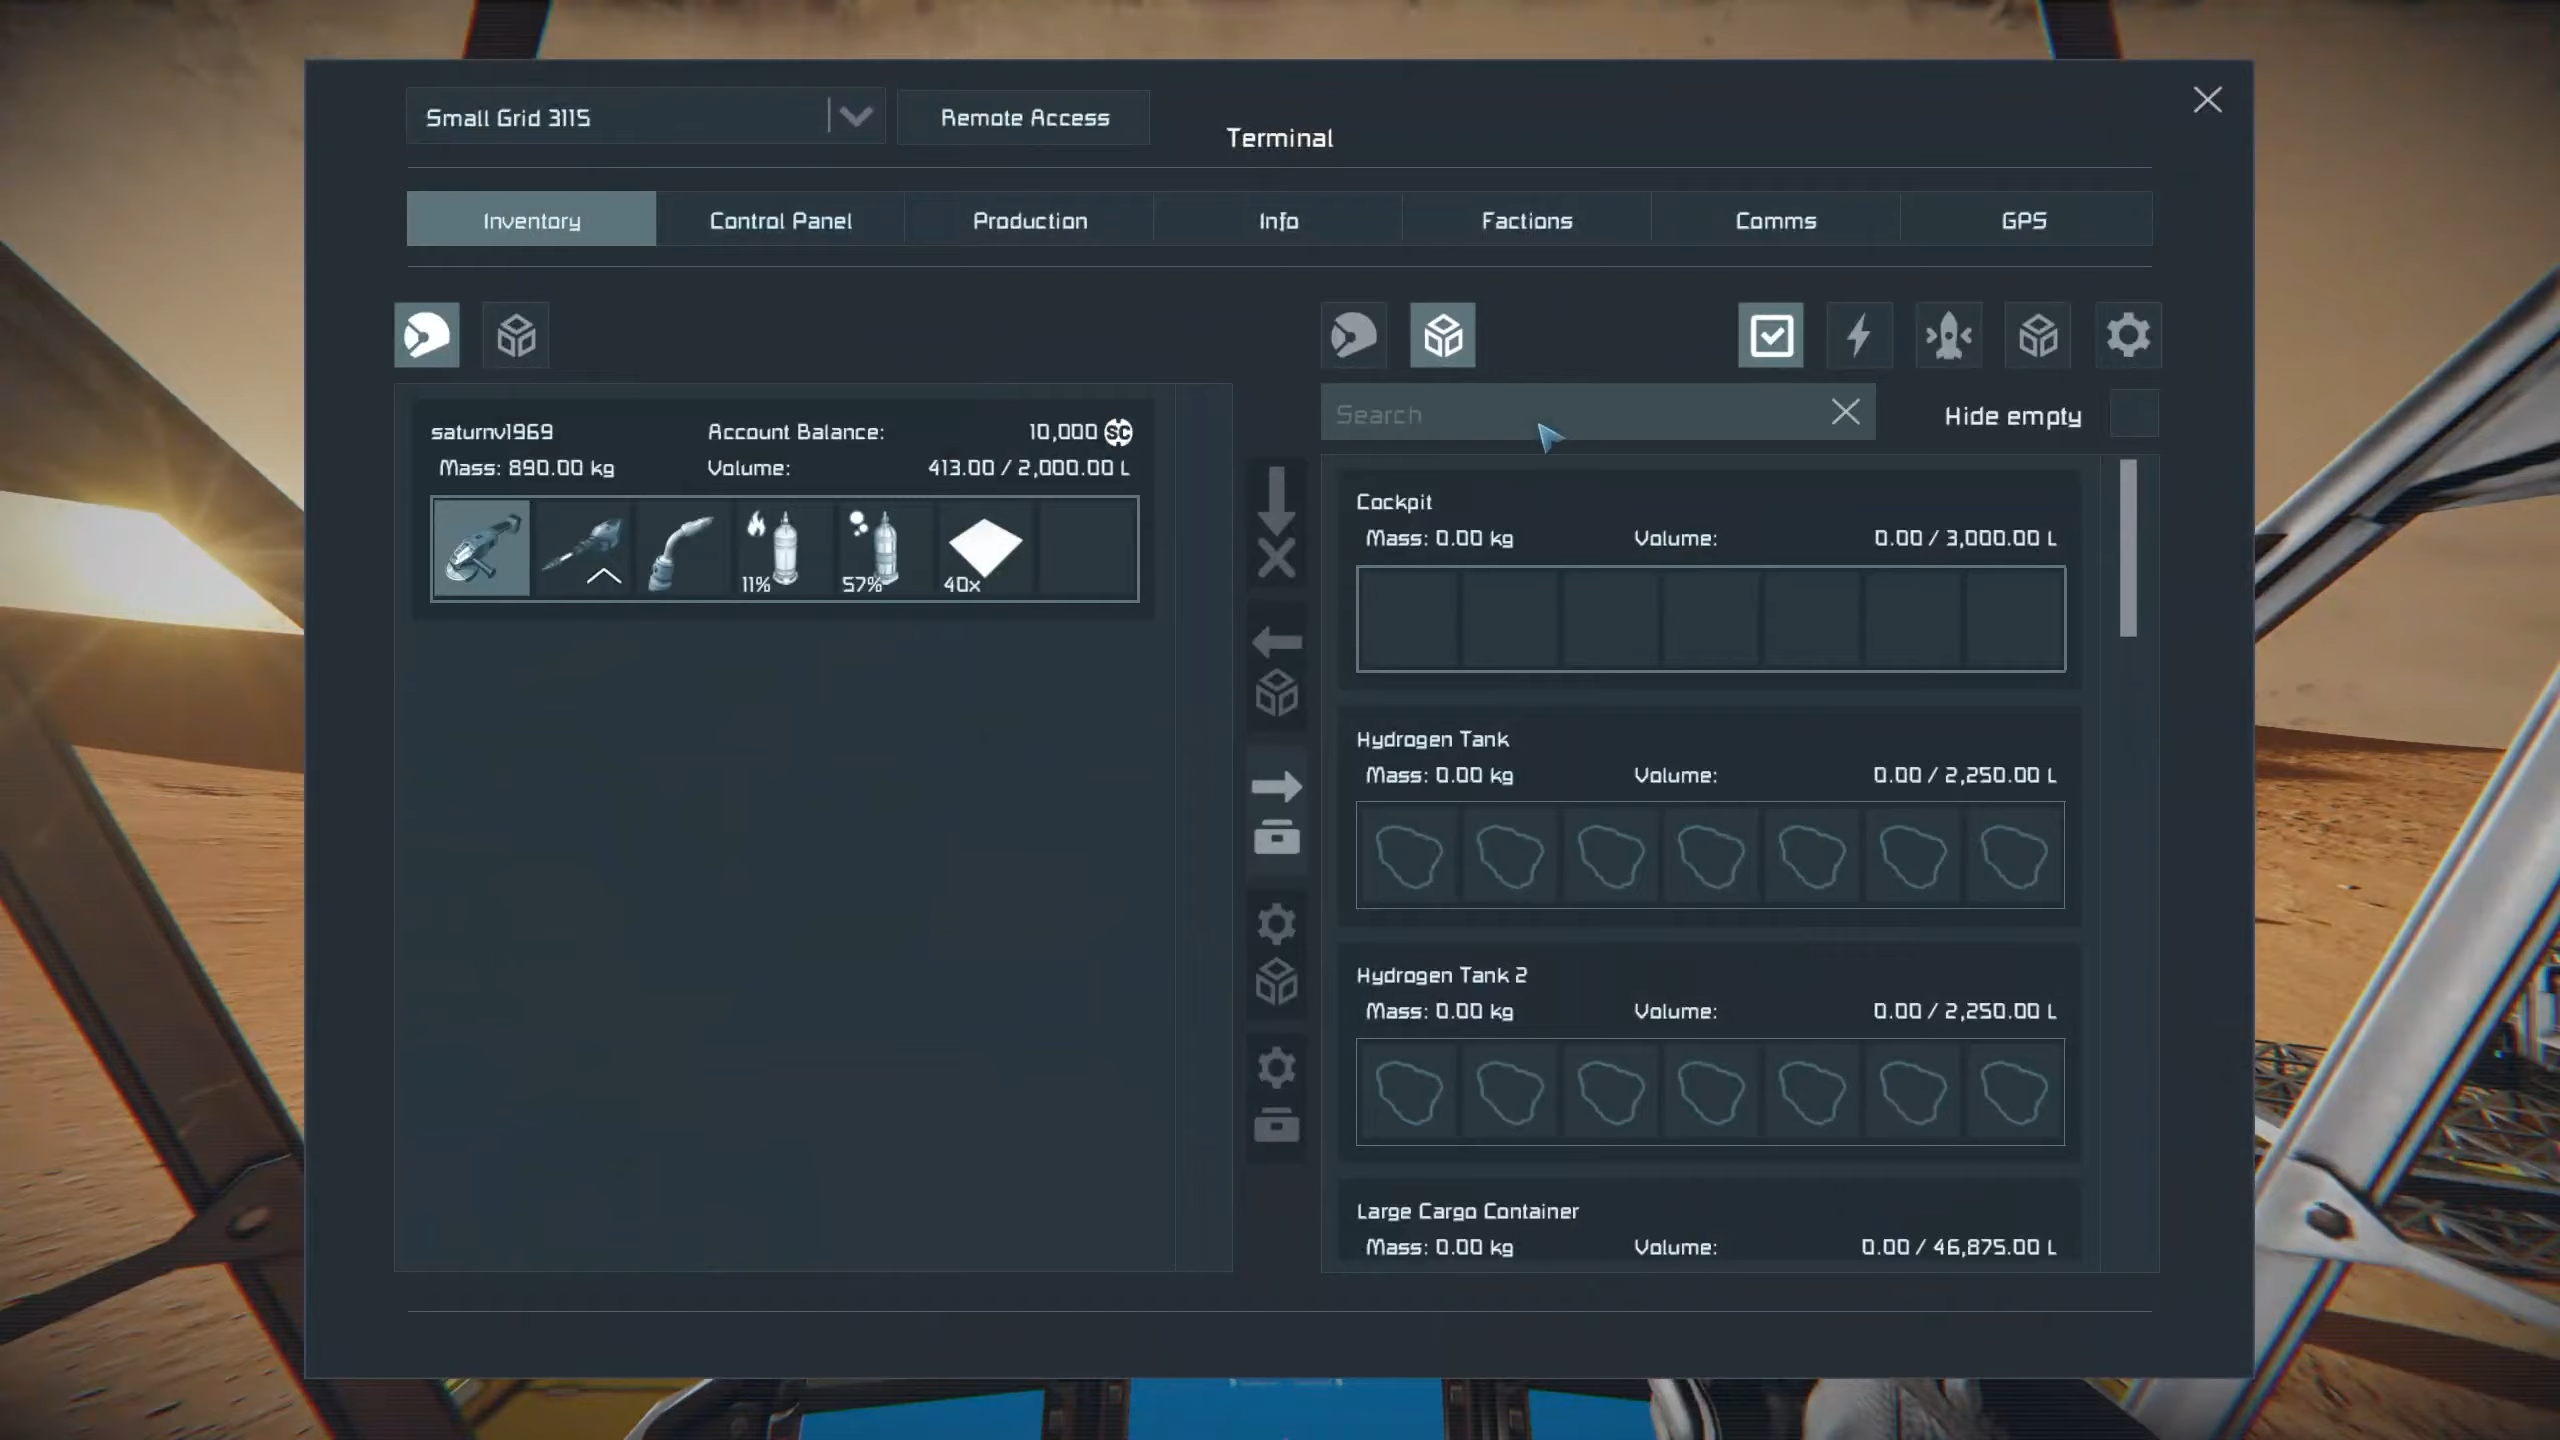 Small Grid 3115
Remote Access
Terminal
Inventory
Control Panel
Production
Info
Factions
Comms
GPS
saturnv1969
Account Balance:
10,000 SC
Mass: 890.00 kg
Volume:
413.00 / 2,000.00 L
11%
57%
40x
Search
Hide empty
Cockpit
Mass: 0.00 kg
Volume:
0.00 / 3,000.00 L
Hydrogen Tank
Mass: 0.00 kg
Volume:
0.00 / 2,250.00 L
Hydrogen Tank 2
Mass: 0.00 kg
Volume:
0.00 / 2,250.00 L
Large Cargo Container
Mass: 0.00 kg
Volume:
0.00 / 46,875.00 L